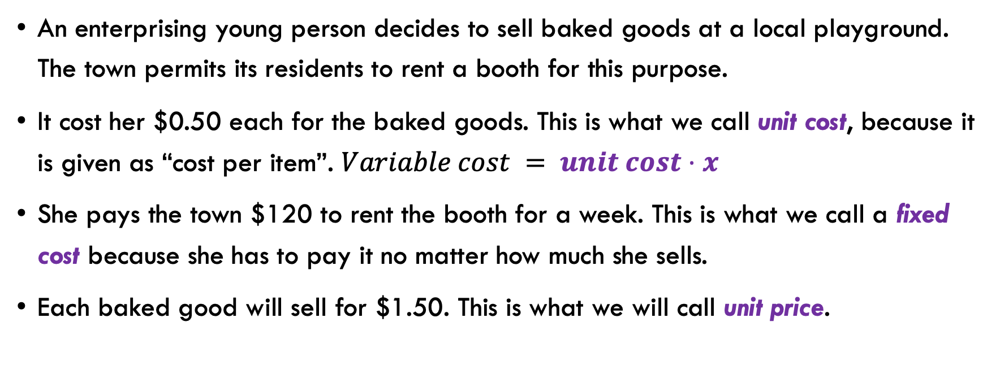 • An enterprising young person decides to sell baked goods at a local playground.
The town permits its residents to rent a booth for this purpose.
• It cost her $0.50 each for the baked goods. This is what we call unit cost, because it
is given as “cost per item”. Variable cost = unit cost · x
• She pays the town $120 to rent the booth for a week. This is what we call a fixed
cost because she has to pay it no matter how much she sells.
• Each baked good will sell for $1.50. This is what we will call unit price.